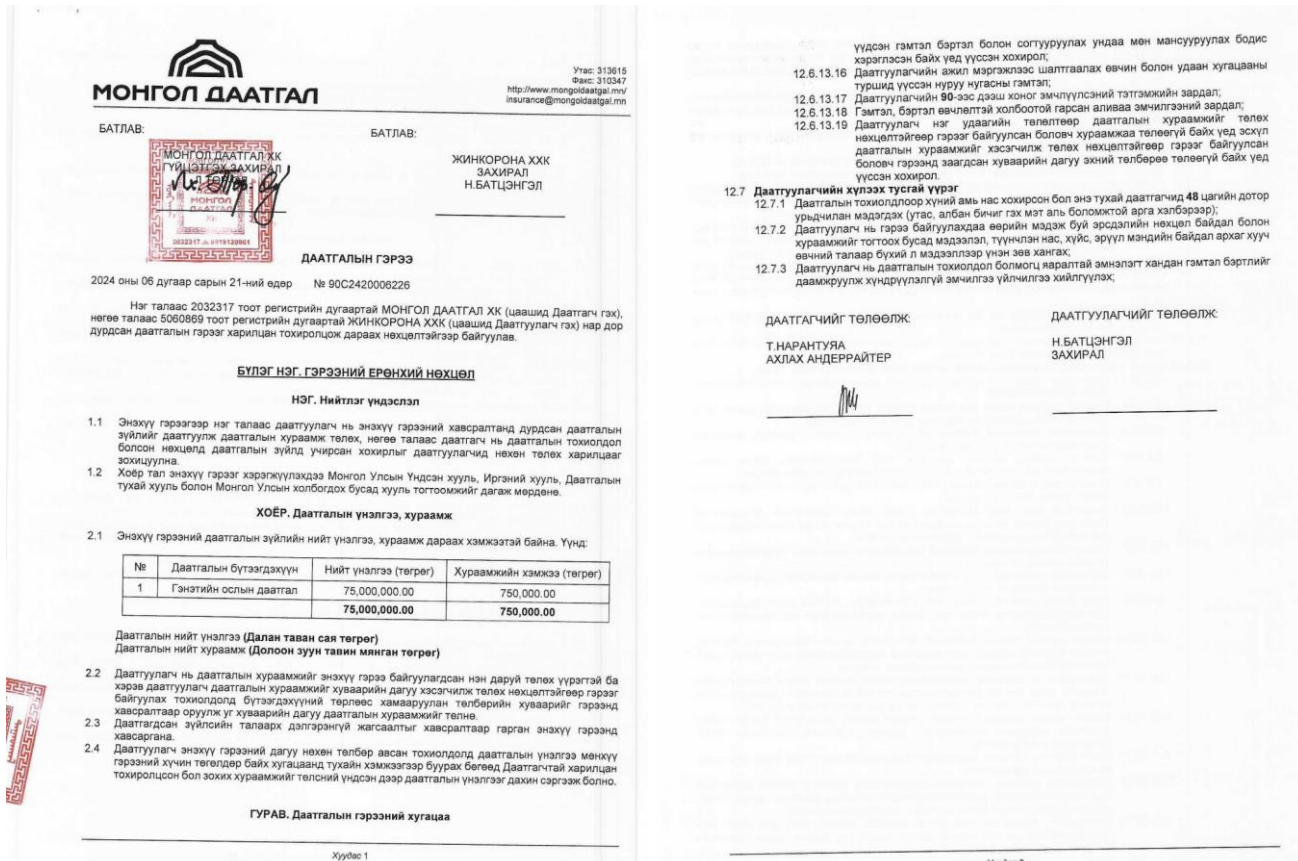 МОНГОЛ ДААТГАЛ
Утас: 313615
Факс: 310347
http://www.mongoldaatgal.mn/
insurance@mongoldaatgal.mn
БАТЛАВ:
БАТЛАВ:
МОНГОЛ ДААТГАЛ ХК
ГҮЙЦЭТГЭХ ЗАХИРАЛ
МОНГОЛ
ДААТГАЛ
ХК
ЖИНКОРОНА ХХК
ЗАХИРАЛ
Н.БАТЦЭНГЭЛ
ДААТГАЛЫН ГЭРЭЭ
2024 оны 06 дугаар сарын 21-ний өдөр № 90C2420006226
Нэг талаас 2032317 тоот регистрийн дугаартай МОНГОЛ ДААТГАЛ ХК (цаашид Даатгагч гэх),
нөгөө талаас 5060869 тоот регистрийн дугаартай ЖИНКОРОНА ХХК (цаашид Даатгуулагч гэх) нар дор
дурдсан даатгалын гэрээг харилцан тохиролцож дараах нөхцөлтэйгээр байгуулав.
БҮЛЭГ НЭГ. ГЭРЭЭНИЙ ЕРӨНХИЙ НӨХЦӨЛ
НЭГ. Нийтлэг үндэслэл
1.1 Энэхүү гэрээгээр нэг талаас даатгуулагч нь энэхүү гэрээний хавсралтанд дурдсан даатгалын
зүйлийг даатгуулж даатгалын хураамж төлөх, нөгөө талаас даатгагч нь даатгалын тохиолдол
болсон нөхцөлд даатгалын зүйлд учирсан хохирлыг даатгуулагчид нөхөн төлөх харилцааг
зохицуулна.
1.2 Хоёр тал энэхүү гэрээг хэрэгжүүлэхдээ Монгол Улсын Үндсэн хууль, Иргэний хууль, Даатгалын
тухай хууль болон Монгол Улсын холбогдох бусад хууль тогтоомжийг дагаж мөрдөнө.
ХОЁР. Даатгалын үнэлгээ, хураамж
2.1 Энэхүү гэрээний даатгалын зүйлийн нийт үнэлгээ, хураамж дараах хэмжээтэй байна. Үүнд:
№ Даатгалын бүтээгдэхүүн Нийт үнэлгээ (төгрөг) Хураамжийн хэмжээ (төгрөг)
1 Гэнэтийн ослын даатгал 75,000,000.00 750,000.00
75,000,000.00 750,000.00
Даатгалын нийт үнэлгээ (Далан таван сая төгрөг)
Даатгалын нийт хураамж (Долоон зуун тавин мянган төгрөг)
2.2 Даатгуулагч нь даатгалын хураамжийг энэхүү гэрээ байгуулагдсан нэн даруй төлөх үүрэгтэй ба
хэрэв даатгуулагч даатгалын хураамжийг хуваарийн дагуу хэсэгчилж төлөх нөхцөлтэйгөөр гэрээг
байгуулах тохиолдолд бүтээгдэхүүний төрлөөс хамааруулан төлбөрийн хуваарийг гэрээнд
хавсралтаар оруулж уг хуваарийн дагуу даатгалын хураамжийг төлнө.
2.3 Даатгагдсан зүйлсийн талаарх дэлгэрэнгүй жагсаалтыг хавсралтаар гарган энэхүү гэрээнд
хавсаргана.
2.4 Даатгуулагч энэхүү гэрээний дагуу нөхөн төлбөр авсан тохиолдолд даатгалын үнэлгээ мөнхүү
гэрээний хүчин төгөлдөр байх хугацаанд тухайн хэмжээгээр буурах бөгөөд Даатгагчтай харилцан
тохиролцсон бол зохих хураамжийг төлсний үндсэн дээр даатгалын үнэлгээг дахин сэргээж болно.
ГУРАВ. Даатгалын гэрээний хугацаа
Хуудас 1
үүдсэн гэмтэл бэртэл болон согтууруулах ундаа мөн мансууруулах бодис
хэрэглэсэн байх үед үүссэн хохирол;
12.6.13.16 Даатгуулагчийн ажил мэргэжлээс шалтгаалах өвчин болон удаан хугацааны
туршид үүссэн нуруу нугасны гэмтэл;
12.6.13.17 Даатгуулагчийн 90-ээс дээш хоног эмчлүүлсэний тэтгэмжийн зардал;
12.6.13.18 Гэмтэл, бэртэл өвчлөлтэй холбоотой гарсан аливаа эмчилгээний зардал;
12.6.13.19 Даатгуулагч нэг удаагийн төлөлтөөр даатгалын хураамжийг төлөх
нөхцөлтэйгөөр гэрээг байгуулсан боловч хураамжаа төлөөгүй байх үед эсхүл
даатгалын хураамжийг хэсэгчилж төлөх нөхцөлтэйгөөр гэрээг байгуулсан
боловч гэрээнд заагдсан хуваарийн дагуу эхний төлбөрөө төлөөгүй байх үед
үүссэн хохирол.
12.7 Даатгуулагчийн хүлээх тусгай үүрэг
12.7.1 Даатгалын тохиолдлоор хүний амь нас хохирсон бол энэ тухай даатгагчид 48 цагийн дотор
урьдчилан мэдэгдэх (утас, албан бичиг гэх мэт аль боломжтой арга хэлбэрээр);
12.7.2 Даатгуулагч нь гэрээ байгуулахдаа өөрийн мэдэж буй эрсдэлийн нөхцөл байдал болон
хураамжийг тогтоох бусад мэдээлэл, түүнчлэн нас, хүйс, эрүүл мэндийн байдал архаг хууч
өвчний талаар бүхий л мэдээллээр үнэн зөв хангах;
12.7.3 Даатгуулагч нь даатгалын тохиолдол болмогц яаралтай эмнэлэгт хандан гэмтэл бэртлийг
даамжруулж хүндрүүлэлгүй эмчилгээ үйлчилгээ хийлгүүлэх;
ДААТГАГЧИЙГ ТӨЛӨӨЛЖ:
ДААТГУУЛАГЧИЙГ ТӨЛӨӨЛЖ:
Т.НАРАНТУЯА
АХЛАХ АНДЕРРАЙТЕР
Н.БАТЦЭНГЭЛ
ЗАХИРАЛ